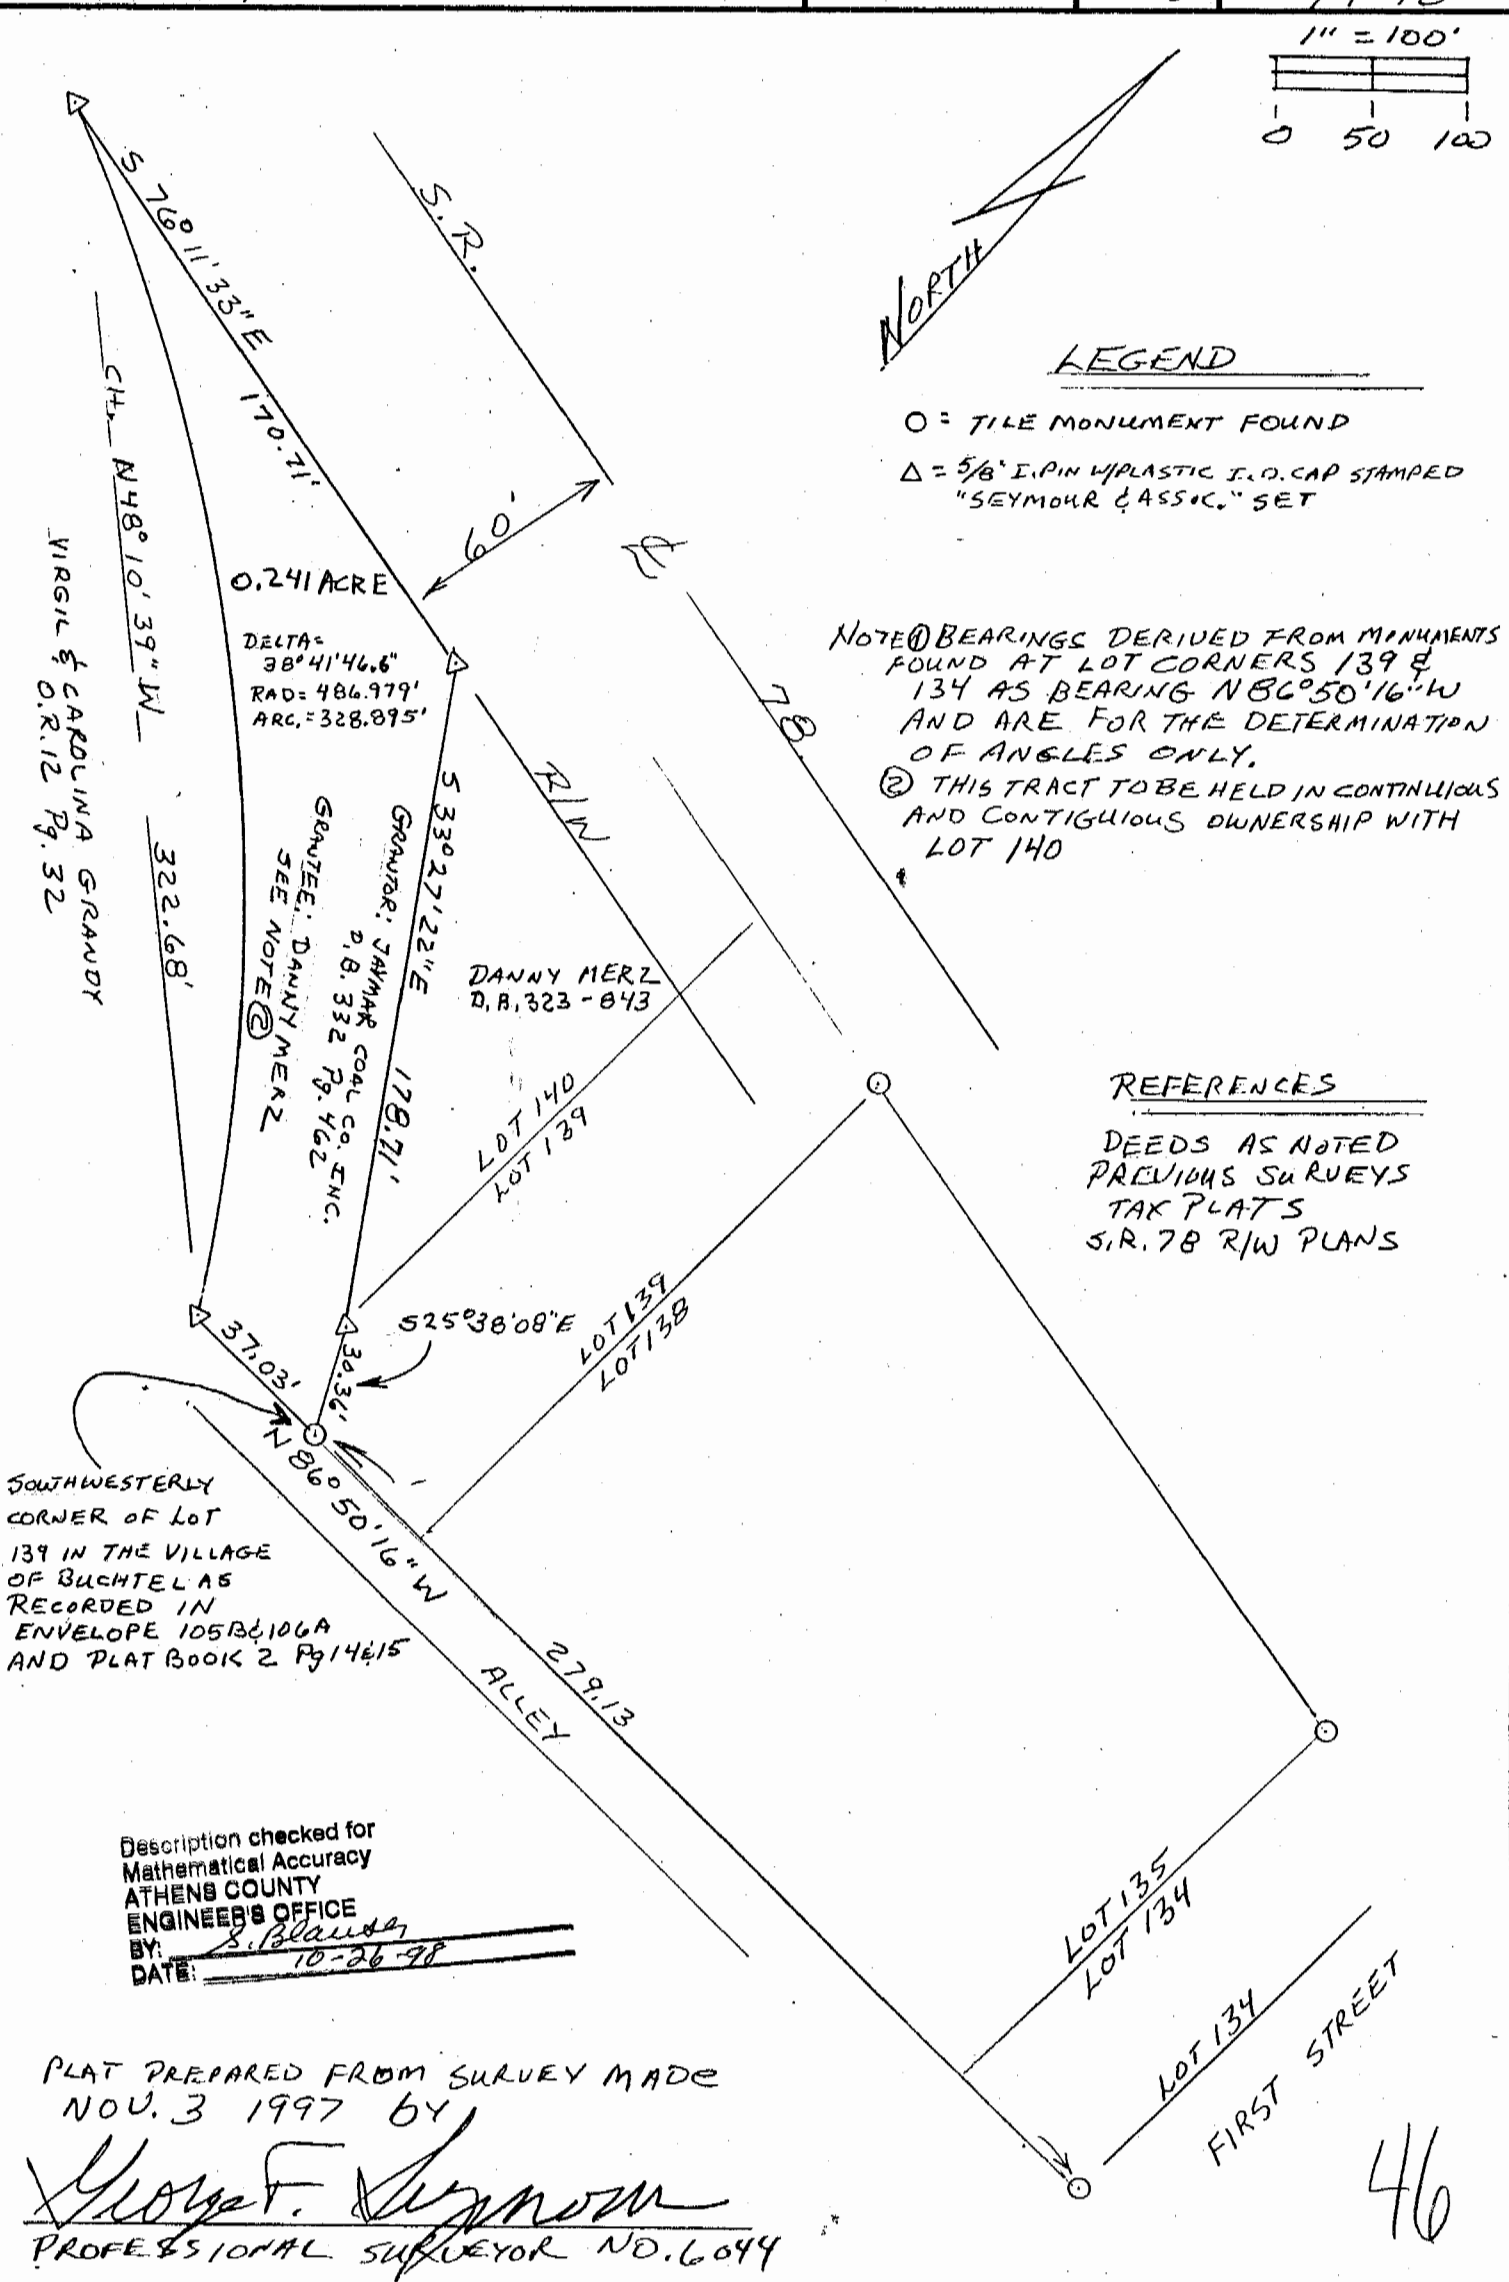 1" = 100'
0 50 100
NORTH
LEGEND
O = TILE MONUMENT FOUND
Δ = 5/8" I.PIN W/PLASTIC I.D. CAP STAMPED
"SEYMOUR & ASSOC." SET
S 76° 11' 33" E
170.71'
S.R.
60'
℄
78
R/W
CH. N48° 10' 39" W 322.68'
VIRGIL & CAROLINA GRANDY
O.R.12 Pg. 32
0.241 ACRE
DELTA=
38°41'46.6"
RAD= 486.979'
ARC.= 328.895'
NOTE ① BEARINGS DERIVED FROM MONUMENTS
FOUND AT LOT CORNERS 139 &
134 AS BEARING N86°50'16"W
AND ARE FOR THE DETERMINATION
OF ANGLES ONLY.
② THIS TRACT TO BE HELD IN CONTINUIOUS
AND CONTIGUIOUS OWNERSHIP WITH
LOT 140
S 33° 27' 22" E
178.71'
GRANTOR: JAYMAR COAL CO. INC.
D.B. 332 Pg. 462
GRANTEE: DANNY MERZ
SEE NOTE ②
DANNY MERZ
D.B. 323-843
LOT 140
LOT 139
LOT 139
LOT 138
REFERENCES
DEEDS AS NOTED
PREVIOUS SURVEYS
TAX PLATS
S.R. 78 R/W PLANS
S25°38'08"E
30.36'
37.03'
N 86° 50' 16" W
279.13
ALLEY
SOUTHWESTERLY
CORNER OF LOT
139 IN THE VILLAGE
OF BUCHTEL AS
RECORDED IN
ENVELOPE 105B&106A
AND PLAT BOOK 2 Pg 14&15
LOT 135
LOT 134
LOT 134
FIRST STREET
Description checked for
Mathematical Accuracy
ATHENS COUNTY
ENGINEER'S OFFICE
BY: S. Blauser
DATE: 10-26-98
PLAT PREPARED FROM SURVEY MADE
NOV. 3 1997 by
George F. Seymour
PROFESSIONAL SURVEYOR NO. 6044
46